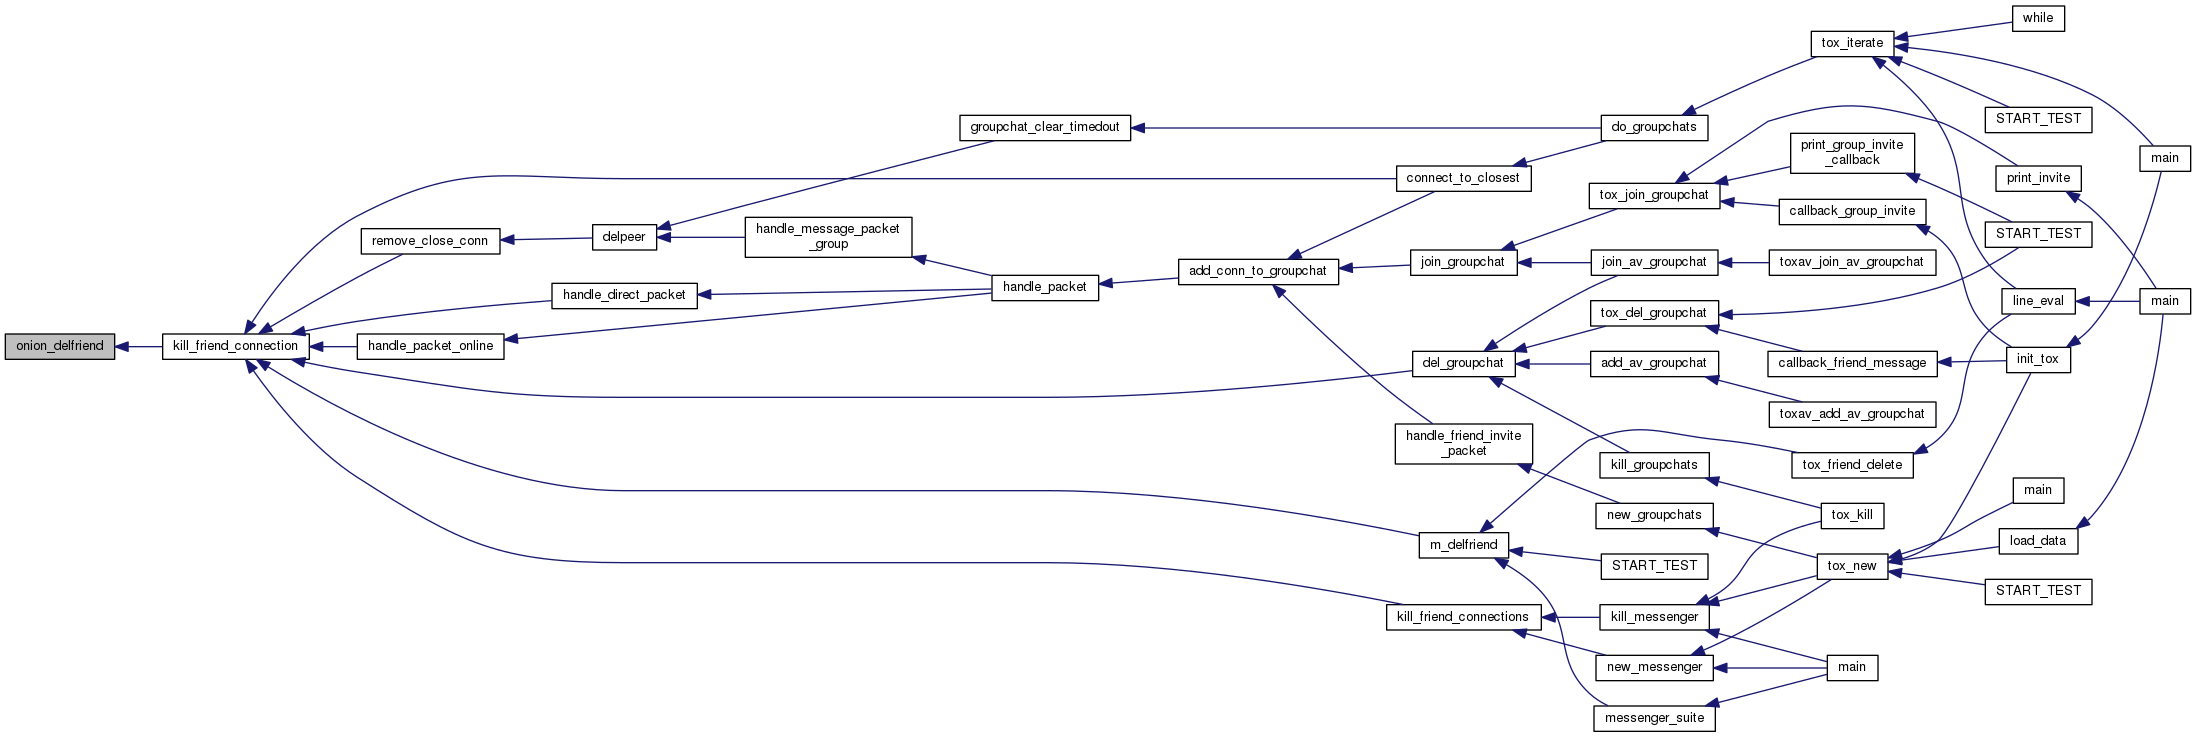 onion_delfriend
kill_friend_connection
remove_close_conn
handle_packet_online
handle_direct_packet
delpeer
handle_message_packet
_group
groupchat_clear_timedout
handle_packet
add_conn_to_groupchat
connect_to_closest
join_groupchat
del_groupchat
handle_friend_invite
_packet
m_delfriend
kill_friend_connections
do_groupchats
tox_join_groupchat
join_av_groupchat
tox_del_groupchat
add_av_groupchat
kill_groupchats
new_groupchats
START_TEST
kill_messenger
new_messenger
messenger_suite
tox_iterate
print_group_invite
_callback
callback_group_invite
toxav_join_av_groupchat
callback_friend_message
toxav_add_av_groupchat
tox_friend_delete
tox_kill
tox_new
main
while
START_TEST
print_invite
START_TEST
line_eval
init_tox
main
load_data
START_TEST
main
main